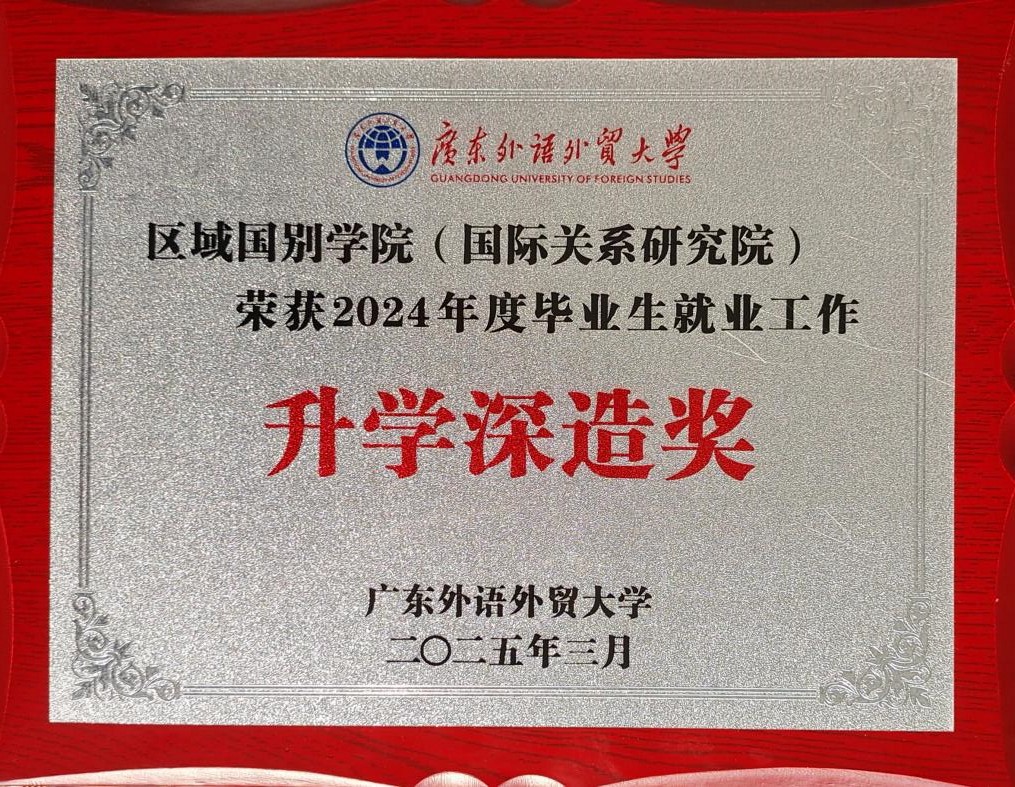 廣东外语外貿大學
GUANGDONG UNIVERSITY OF FOREIGN STUDIES
区域国别学院（国际关系研究院）
荣获2024年度毕业生就业工作
升学深造奖
广东外语外贸大学
二〇二五年三月